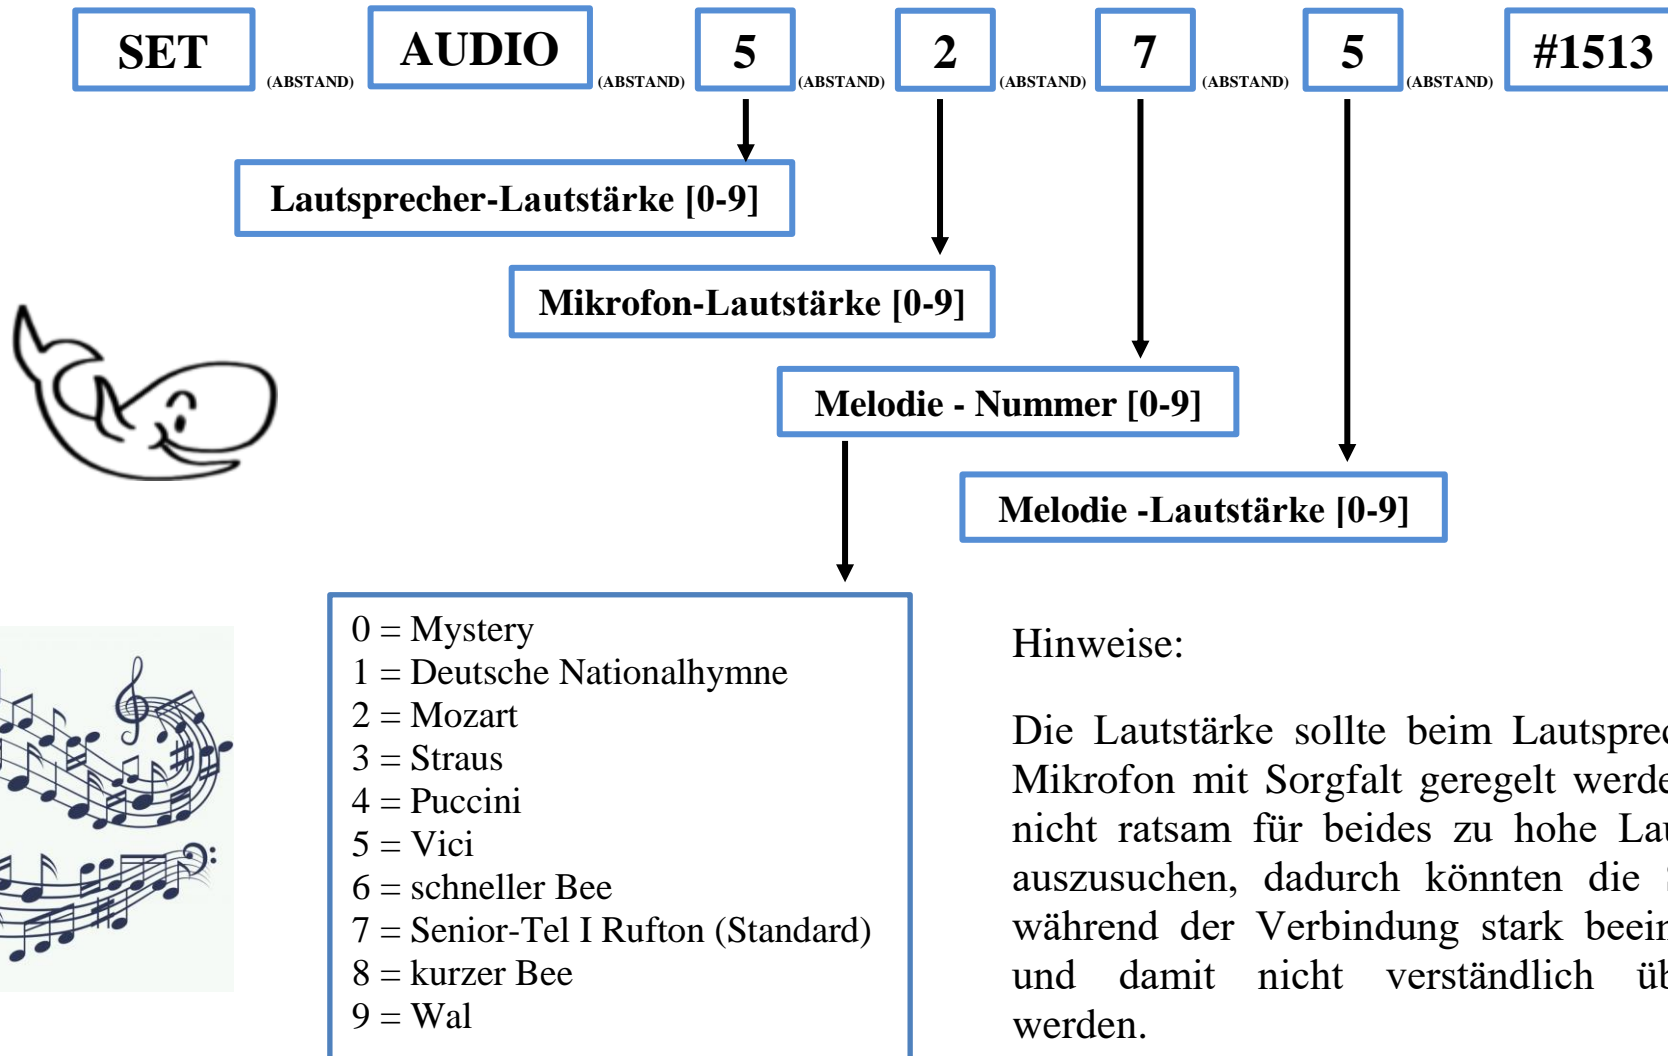 SET (ABSTAND) AUDIO (ABSTAND) 5 (ABSTAND) 2 (ABSTAND) 7 (ABSTAND) 5 (ABSTAND) #1513
Lautsprecher-Lautstärke [0-9]
Mikrofon-Lautstärke [0-9]
Melodie - Nummer [0-9]
Melodie -Lautstärke [0-9]
0 = Mystery
1 = Deutsche Nationalhymne
2 = Mozart
3 = Straus
4 = Puccini
5 = Vici
6 = schneller Bee
7 = Senior-Tel I Rufton (Standard)
8 = kurzer Bee
9 = Wal
Hinweise:
Die Lautstärke sollte beim
Mikrofon mit Sorgfalt geregelt
nicht ratsam für beides zu hohe
auszusuchen, dadurch könnten die
während der Verbindung stark
und damit nicht verständlich
werden.